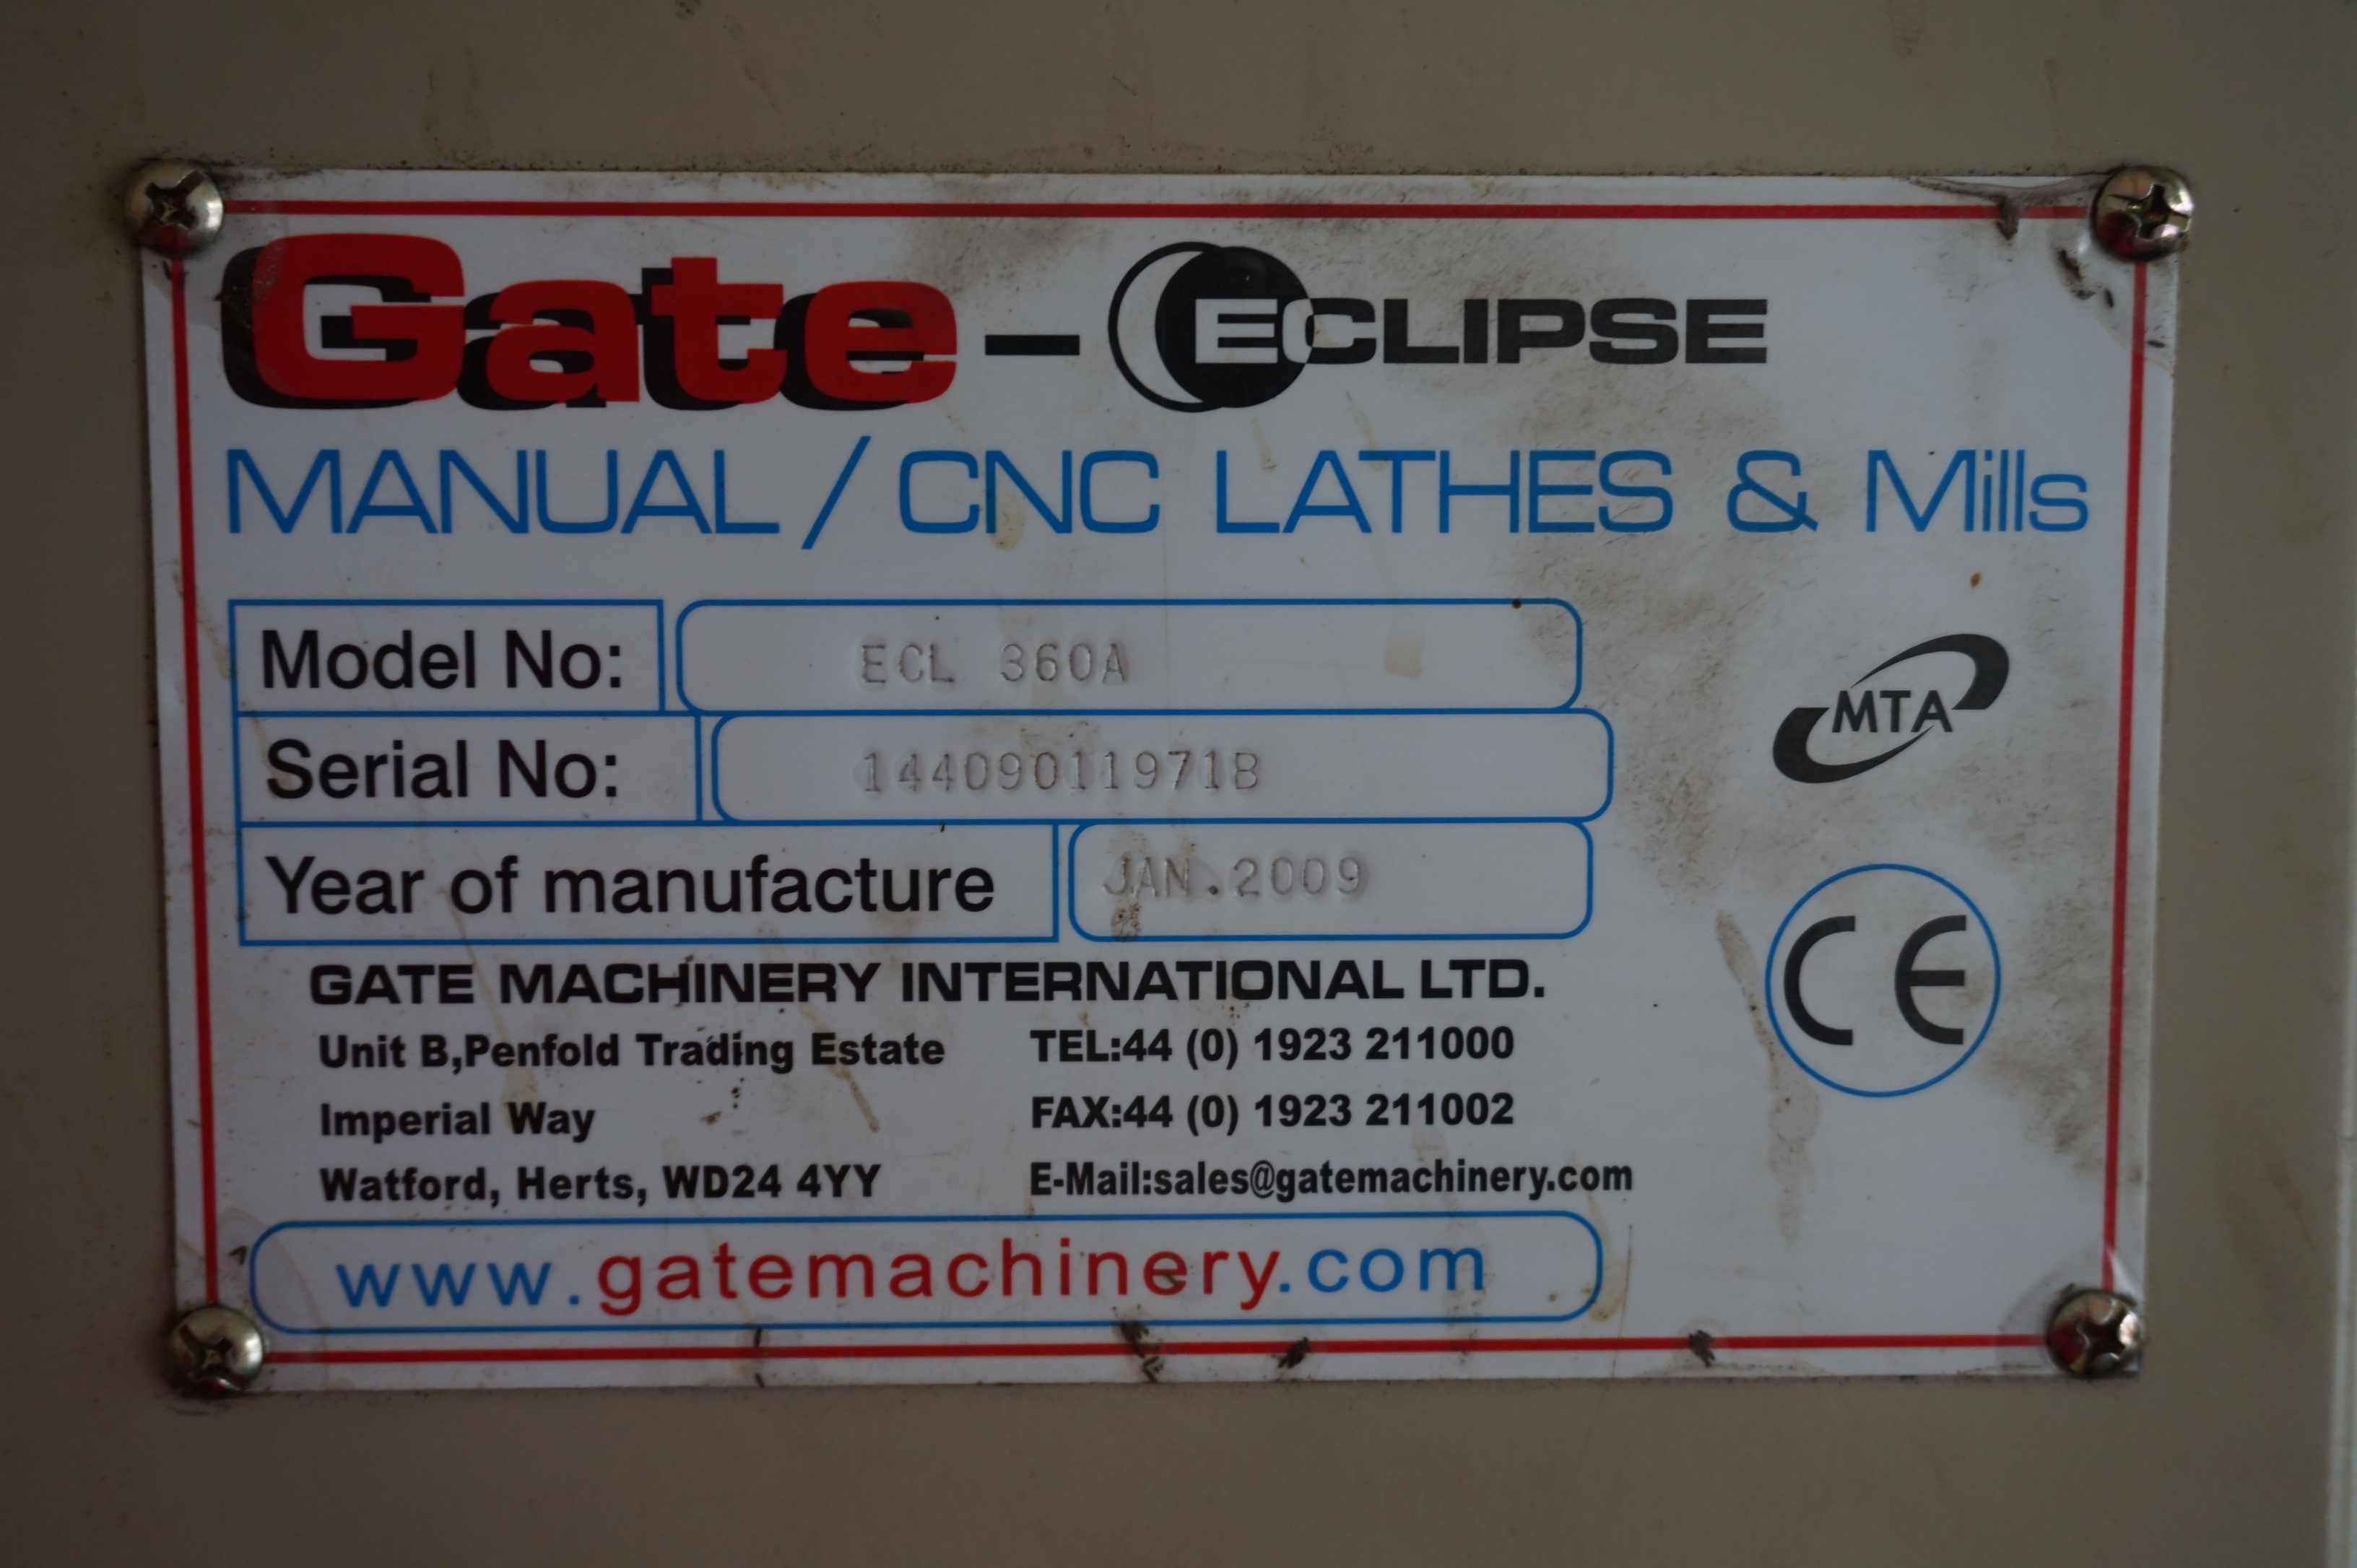 Gate - ECLIPSE
MANUAL / CNC LATHES & Mills
Model No: ECL 360A
Serial No: 14409011971B
Year of manufacture JAN.2009
MTA
CE
GATE MACHINERY INTERNATIONAL LTD.
Unit B,Penfold Trading Estate TEL:44 (0) 1923 211000
Imperial Way FAX:44 (0) 1923 211002
Watford, Herts, WD24 4YY E-Mail:sales@gatemachinery.com
www.gatemachinery.com